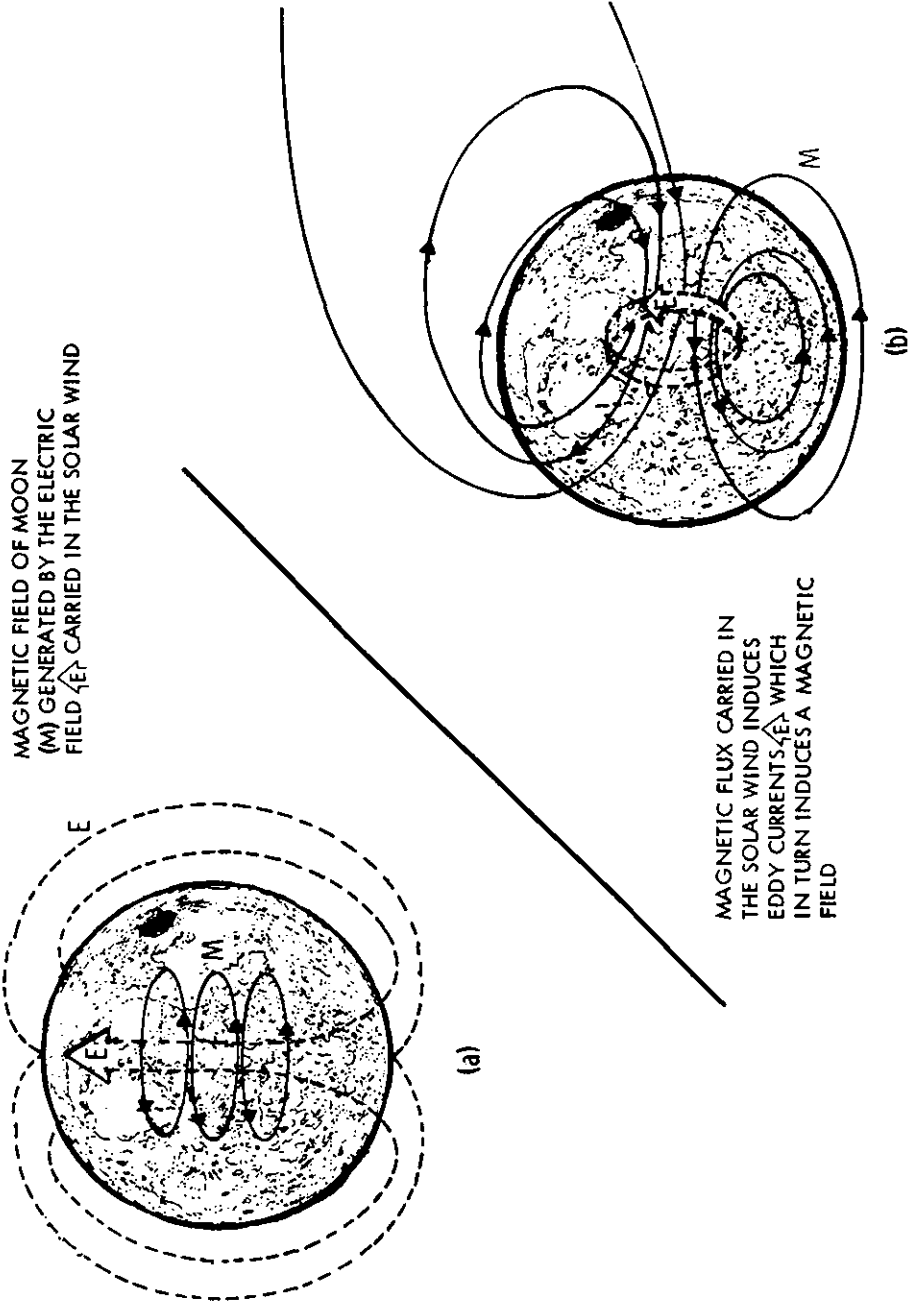 MAGNETIC FIELD OF MOON
(M) GENERATED BY THE ELECTRIC
FIELD E CARRIED IN THE SOLAR WIND
E
E
M
(a)
MAGNETIC FLUX CARRIED IN
THE SOLAR WIND INDUCES
EDDY CURRENTS E WHICH
IN TURN INDUCES A MAGNETIC
FIELD
E
M
(b)